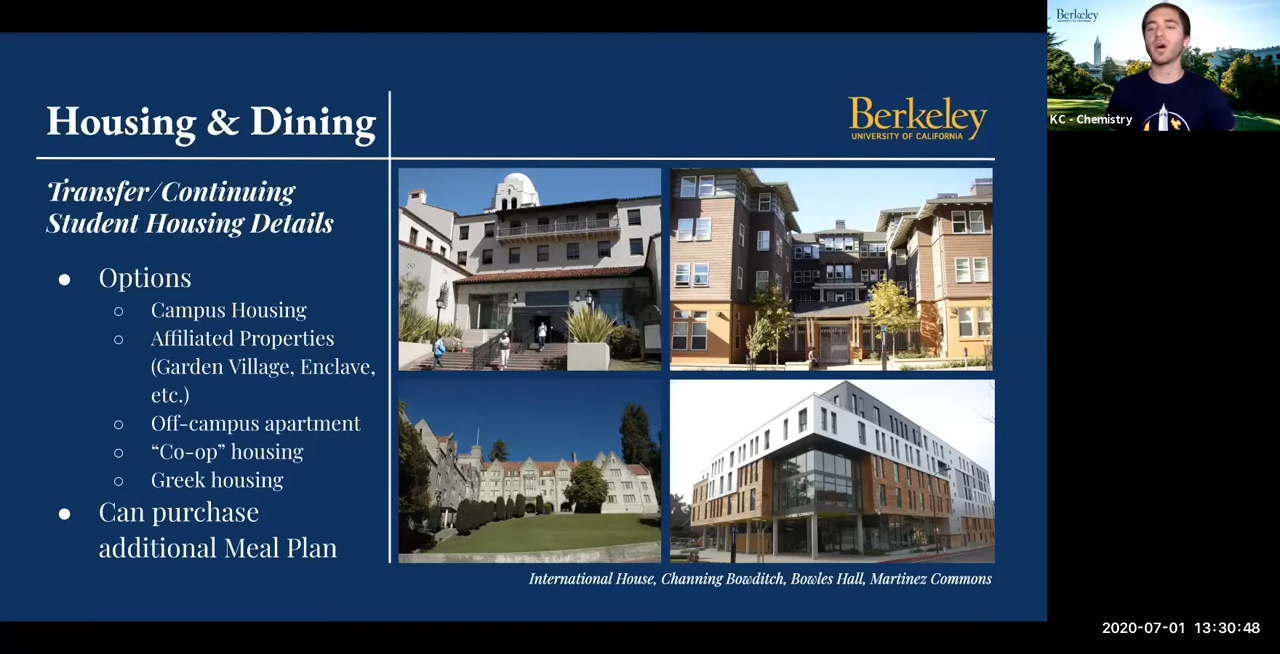 Housing & Dining
Berkeley
UNIVERSITY OF CALIFORNIA
Transfer/Continuing
Student Housing Details
● Options
○ Campus Housing
○ Affiliated Properties
(Garden Village, Enclave,
etc.)
○ Off-campus apartment
○ “Co-op” housing
○ Greek housing
● Can purchase
additional Meal Plan
International House, Channing Bowditch, Bowles Hall, Martinez Commons
Berkeley
KC - Chemistry
2020-07-01 13:30:48